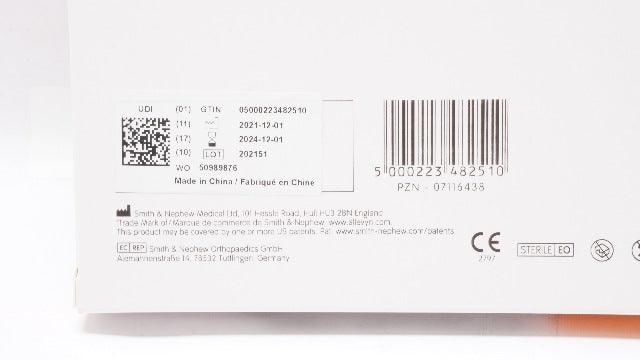 UDI
(01) GTIN 05000223482510
(11) 2021-12-01
(17) 2024-12-01
(10) LOT 202151
WO 50989876
Made in China / Fabriqué en Chine
5 000223 482510
PZN - 07116438
Smith & Nephew Medical Ltd, 101 Hessle Road, Hull HU3 2BN England
*Trade Mark of / Marque de commerce de Smith & Nephew. www.allevyn.com
This product may be covered by one or more US patents. Pat. www.smith-nephew.com/patents
EC REP Smith & Nephew Orthopaedics GmbH
Alemannenstraße 14, 78532 Tuttlingen, Germany
CE
2797
STERILE EO